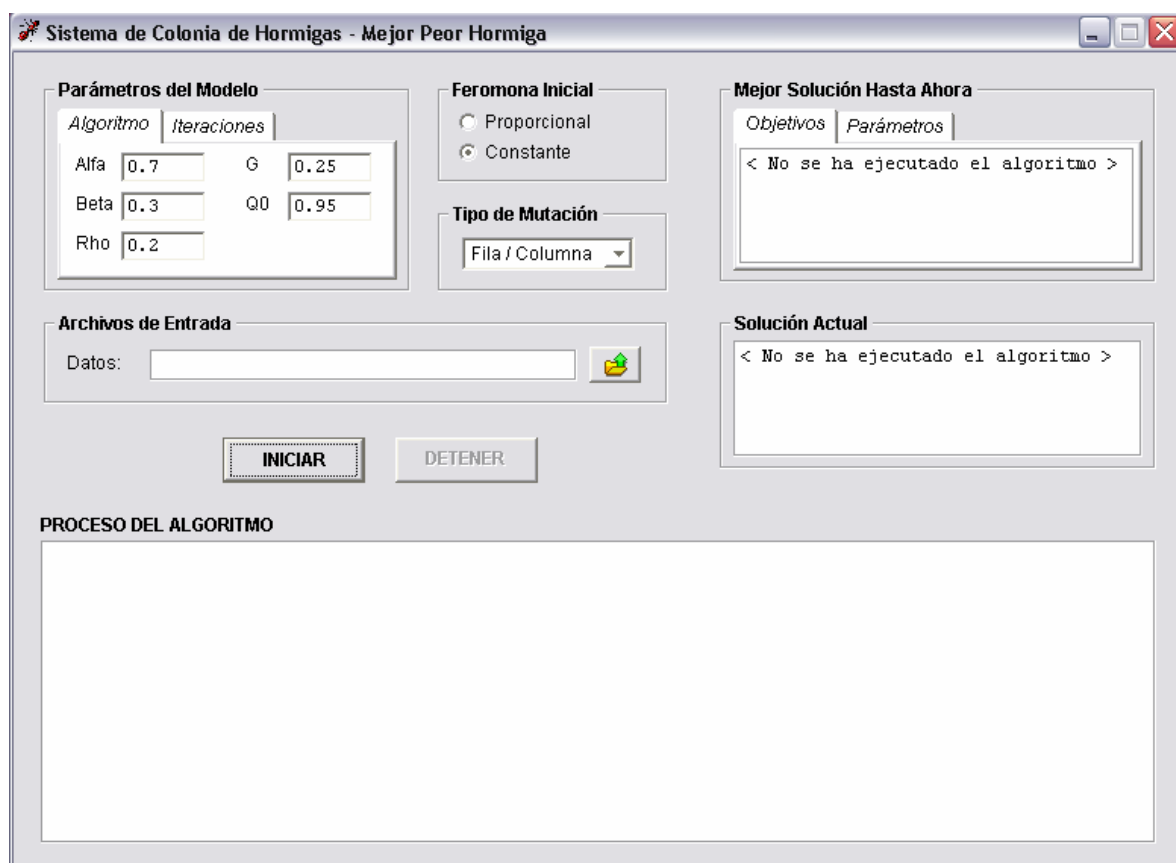 Sistema de Colonia de Hormigas - Mejor Peor Hormiga
Parámetros del Modelo
Algoritmo
Iteraciones
Alfa 0.7
G 0.25
Beta 0.3
Q0 0.95
Rho 0.2
Feromona Inicial
Proporcional
Constante
Tipo de Mutación
Fila / Columna
Mejor Solución Hasta Ahora
Objetivos
Parámetros
< No se ha ejecutado el algoritmo >
Archivos de Entrada
Datos:
Solución Actual
< No se ha ejecutado el algoritmo >
INICIAR
DETENER
PROCESO DEL ALGORITMO